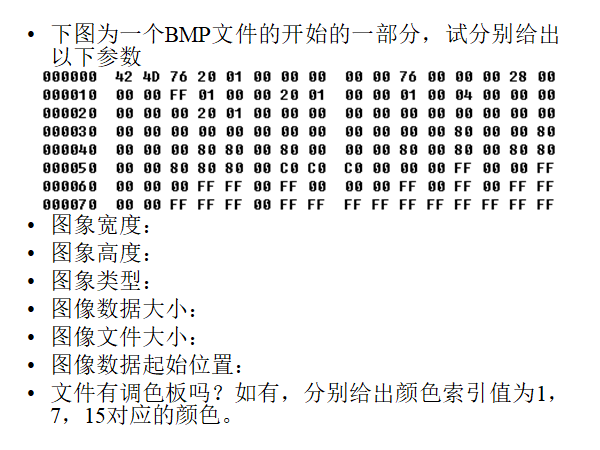 • 下图为一个BMP文件的开始的一部分，试分别给出
以下参数
000000 42 4D 76 20 01 00 00 00 00 00 76 00 00 00 28 00
000010 00 00 FF 01 00 00 20 01 00 00 01 00 04 00 00 00
000020 00 00 00 20 01 00 00 00 00 00 00 00 00 00 00 00
000030 00 00 00 00 00 00 00 00 00 00 00 00 80 00 00 80
000040 00 00 00 80 80 00 80 00 00 00 80 00 80 00 80 80
000050 00 00 80 80 80 00 C0 C0 C0 00 00 00 FF 00 00 FF
000060 00 00 00 FF FF 00 FF 00 00 00 FF 00 FF 00 FF FF
000070 00 00 FF FF FF 00 FF FF FF FF FF FF FF FF FF FF
• 图象宽度：
• 图象高度：
• 图象类型：
• 图像数据大小：
• 图像文件大小：
• 图像数据起始位置：
• 文件有调色板吗？如有，分别给出颜色索引值为1，
7，15对应的颜色。